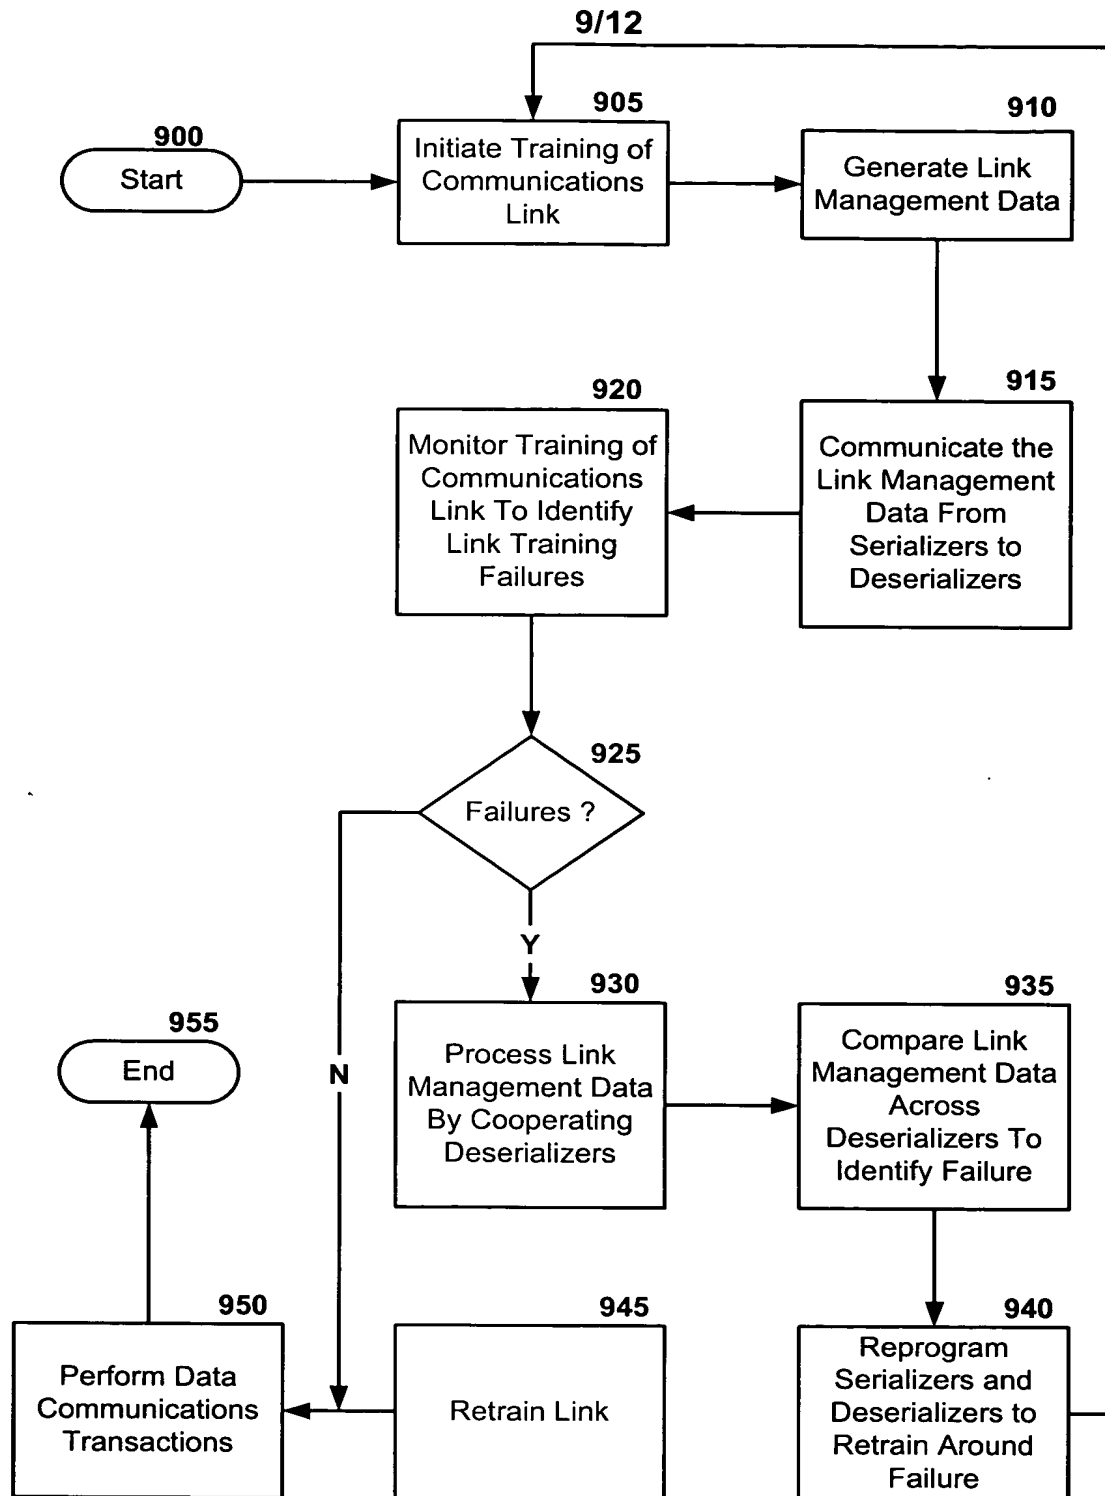 9/12
900
Start
905
Initiate Training of
Communications
Link
910
Generate Link
Management Data
915
Communicate the
Link Management
Data From
Serializers to
Deserializers
920
Monitor Training of
Communications
Link To Identify
Link Training
Failures
925
Failures ?
Y
N
930
Process Link
Management Data
By Cooperating
Deserializers
935
Compare Link
Management Data
Across
Deserializers To
Identify Failure
940
Reprogram
Serializers and
Deserializers to
Retrain Around
Failure
945
Retrain Link
950
Perform Data
Communications
Transactions
955
End